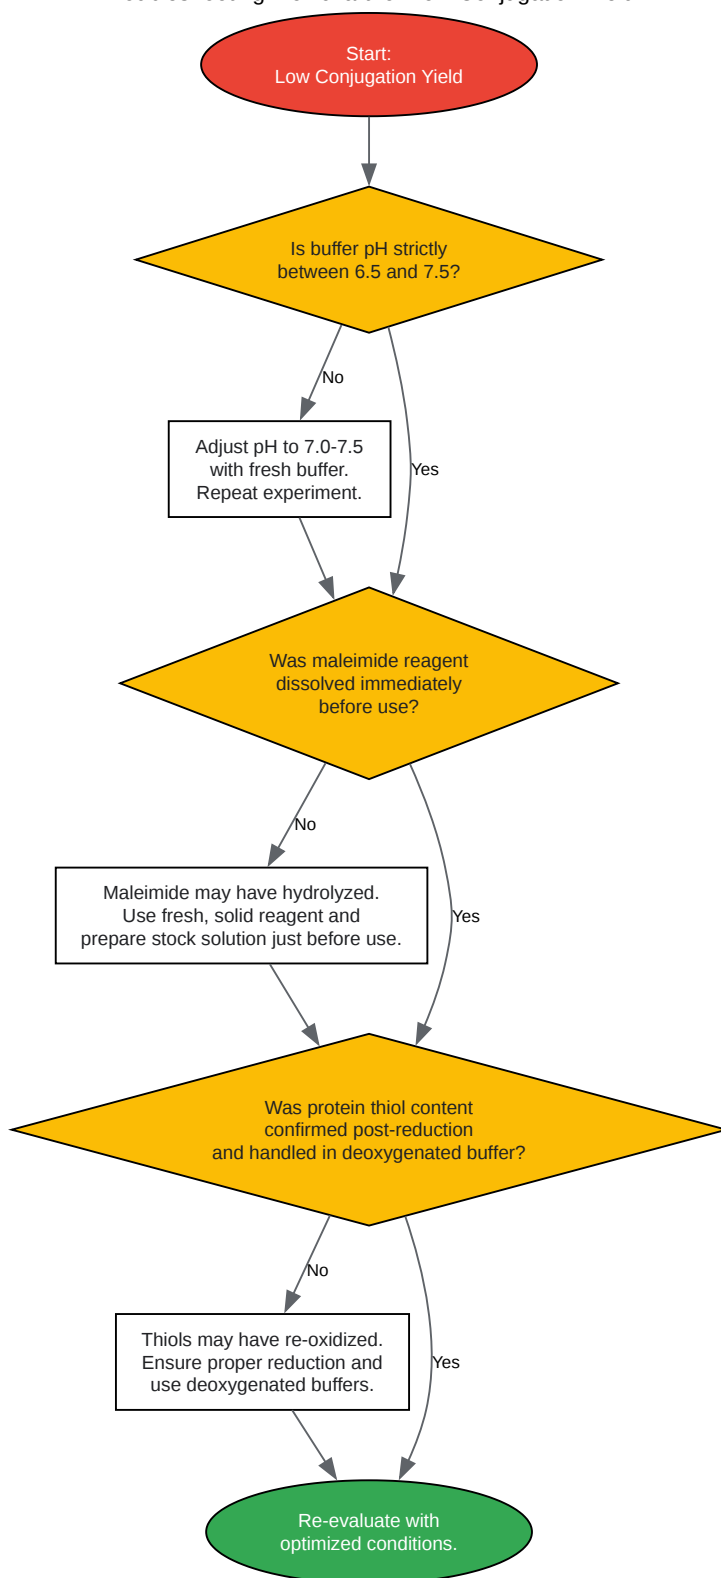 Start:
Low Conjugation Yield
Is buffer pH strictly
between 6.5 and 7.5?
No
Adjust pH to 7.0-7.5
with fresh buffer.
Repeat experiment.
Yes
Was maleimide reagent
dissolved immediately
before use?
No
Maleimide may have hydrolyzed.
Use fresh, solid reagent and
prepare stock solution just before use.
Yes
Was protein thiol content
confirmed post-reduction
and handled in deoxygenated buffer?
No
Thiols may have re-oxidized.
Ensure proper reduction and
use deoxygenated buffers.
Yes
Re-evaluate with
optimized conditions.